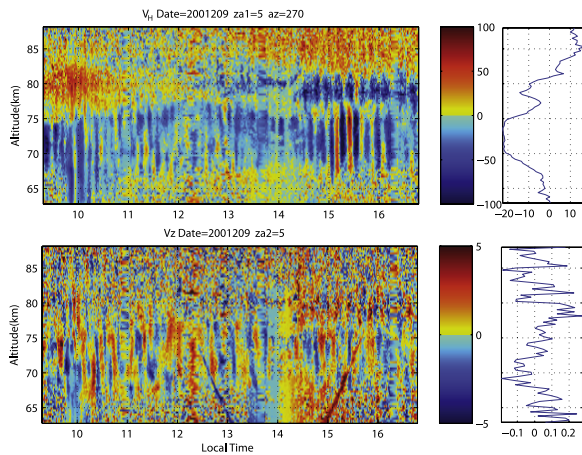 V_H Date=2001209 za1=5 az=270
Altitude(km)
85
80
75
70
65
10 11 12 13 14 15 16
100
50
0
−50
−100
−20 −10 0 10
Vz Date=2001209 za2=5
Altitude(km)
85
80
75
70
65
10 11 12 13 14 15 16
Local Time
5
0
−5
−0.1 0 0.1 0.2